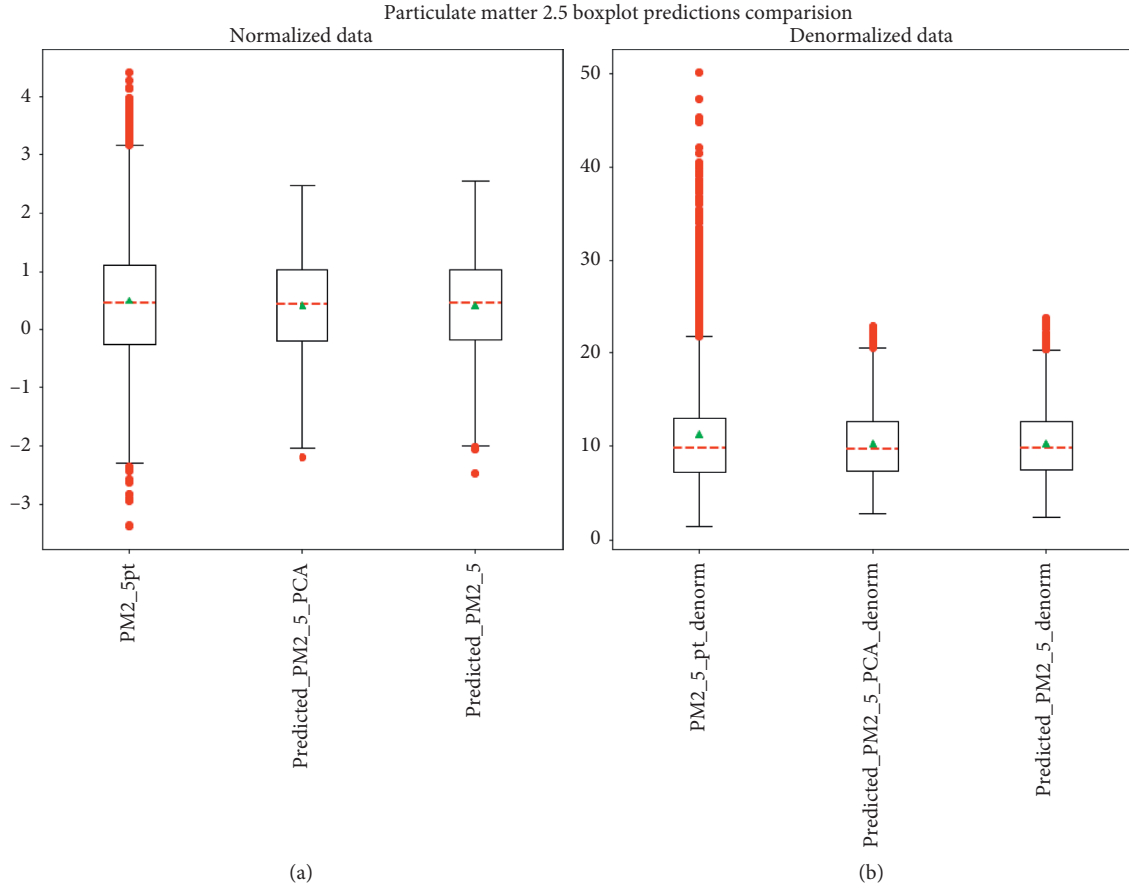 Particulate matter 2.5 boxplot predictions comparision
Normalized data
4
3
2
1
0
−1
−2
−3
PM2_5pt
Predicted_PM2_5_PCA
Predicted_PM2_5
(a)
Denormalized data
50
40
30
20
10
0
PM2_5_pt_denorm
Predicted_PM2_5_PCA_denorm
Predicted_PM2_5_denorm
(b)